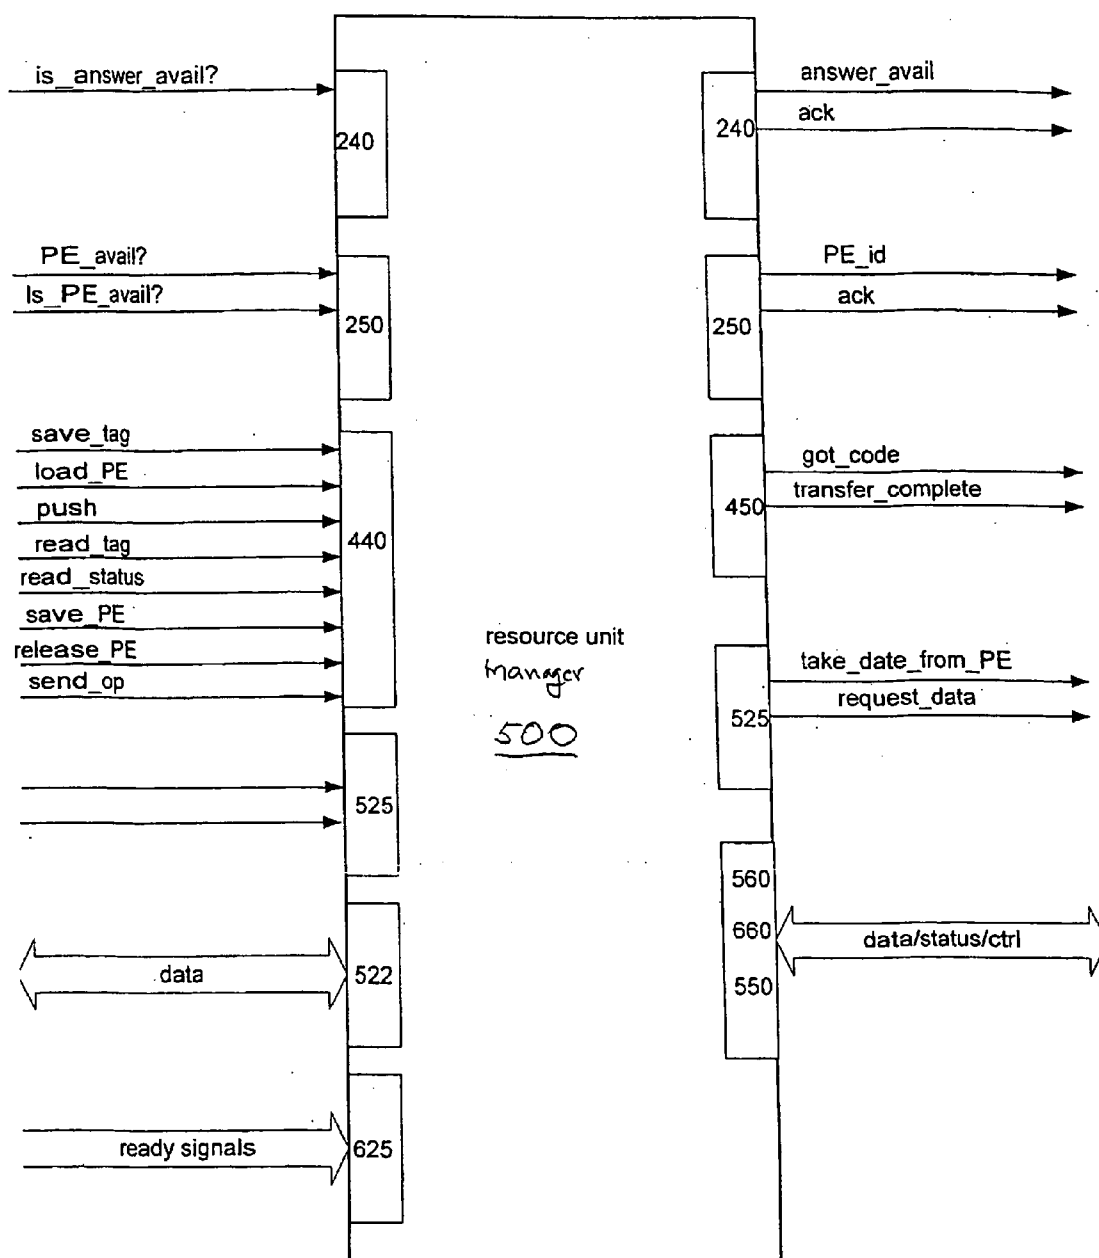 is_answer_avail?
240
PE_avail?
Is_PE_avail?
250
save_tag
load_PE
push
read_tag
read_status
save_PE
release_PE
send_op
440
525
data
522
ready signals
625
resource unit
manager
500
240
answer_avail
ack
250
PE_id
ack
450
got_code
transfer_complete
525
take_date_from_PE
request_data
560
660
550
data/status/ctrl